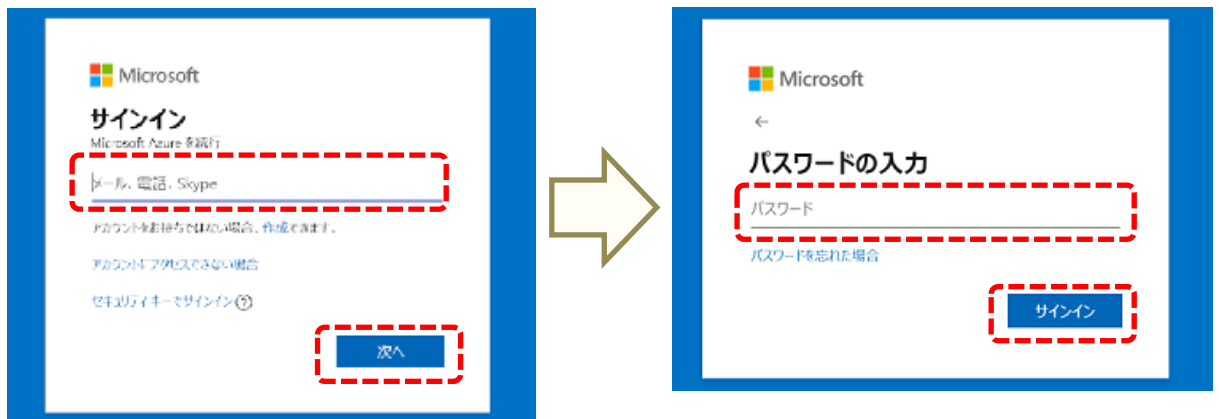 Microsoft
サインイン
Microsoft Azure を続行
メール、電話、Skype
アカウントをお持ちではない場合、作成できます。
アカウントにアクセスできない場合
セキュリティ キーでサインイン ?
次へ
Microsoft
←
パスワードの入力
パスワード
パスワードを忘れた場合
サインイン